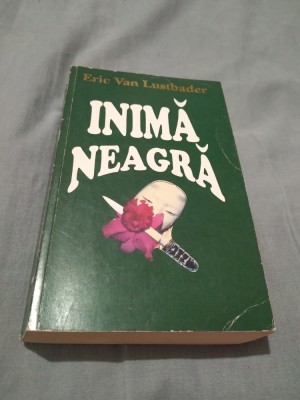 Eric Van Lustbader
INIMĂ
NEAGRĂ